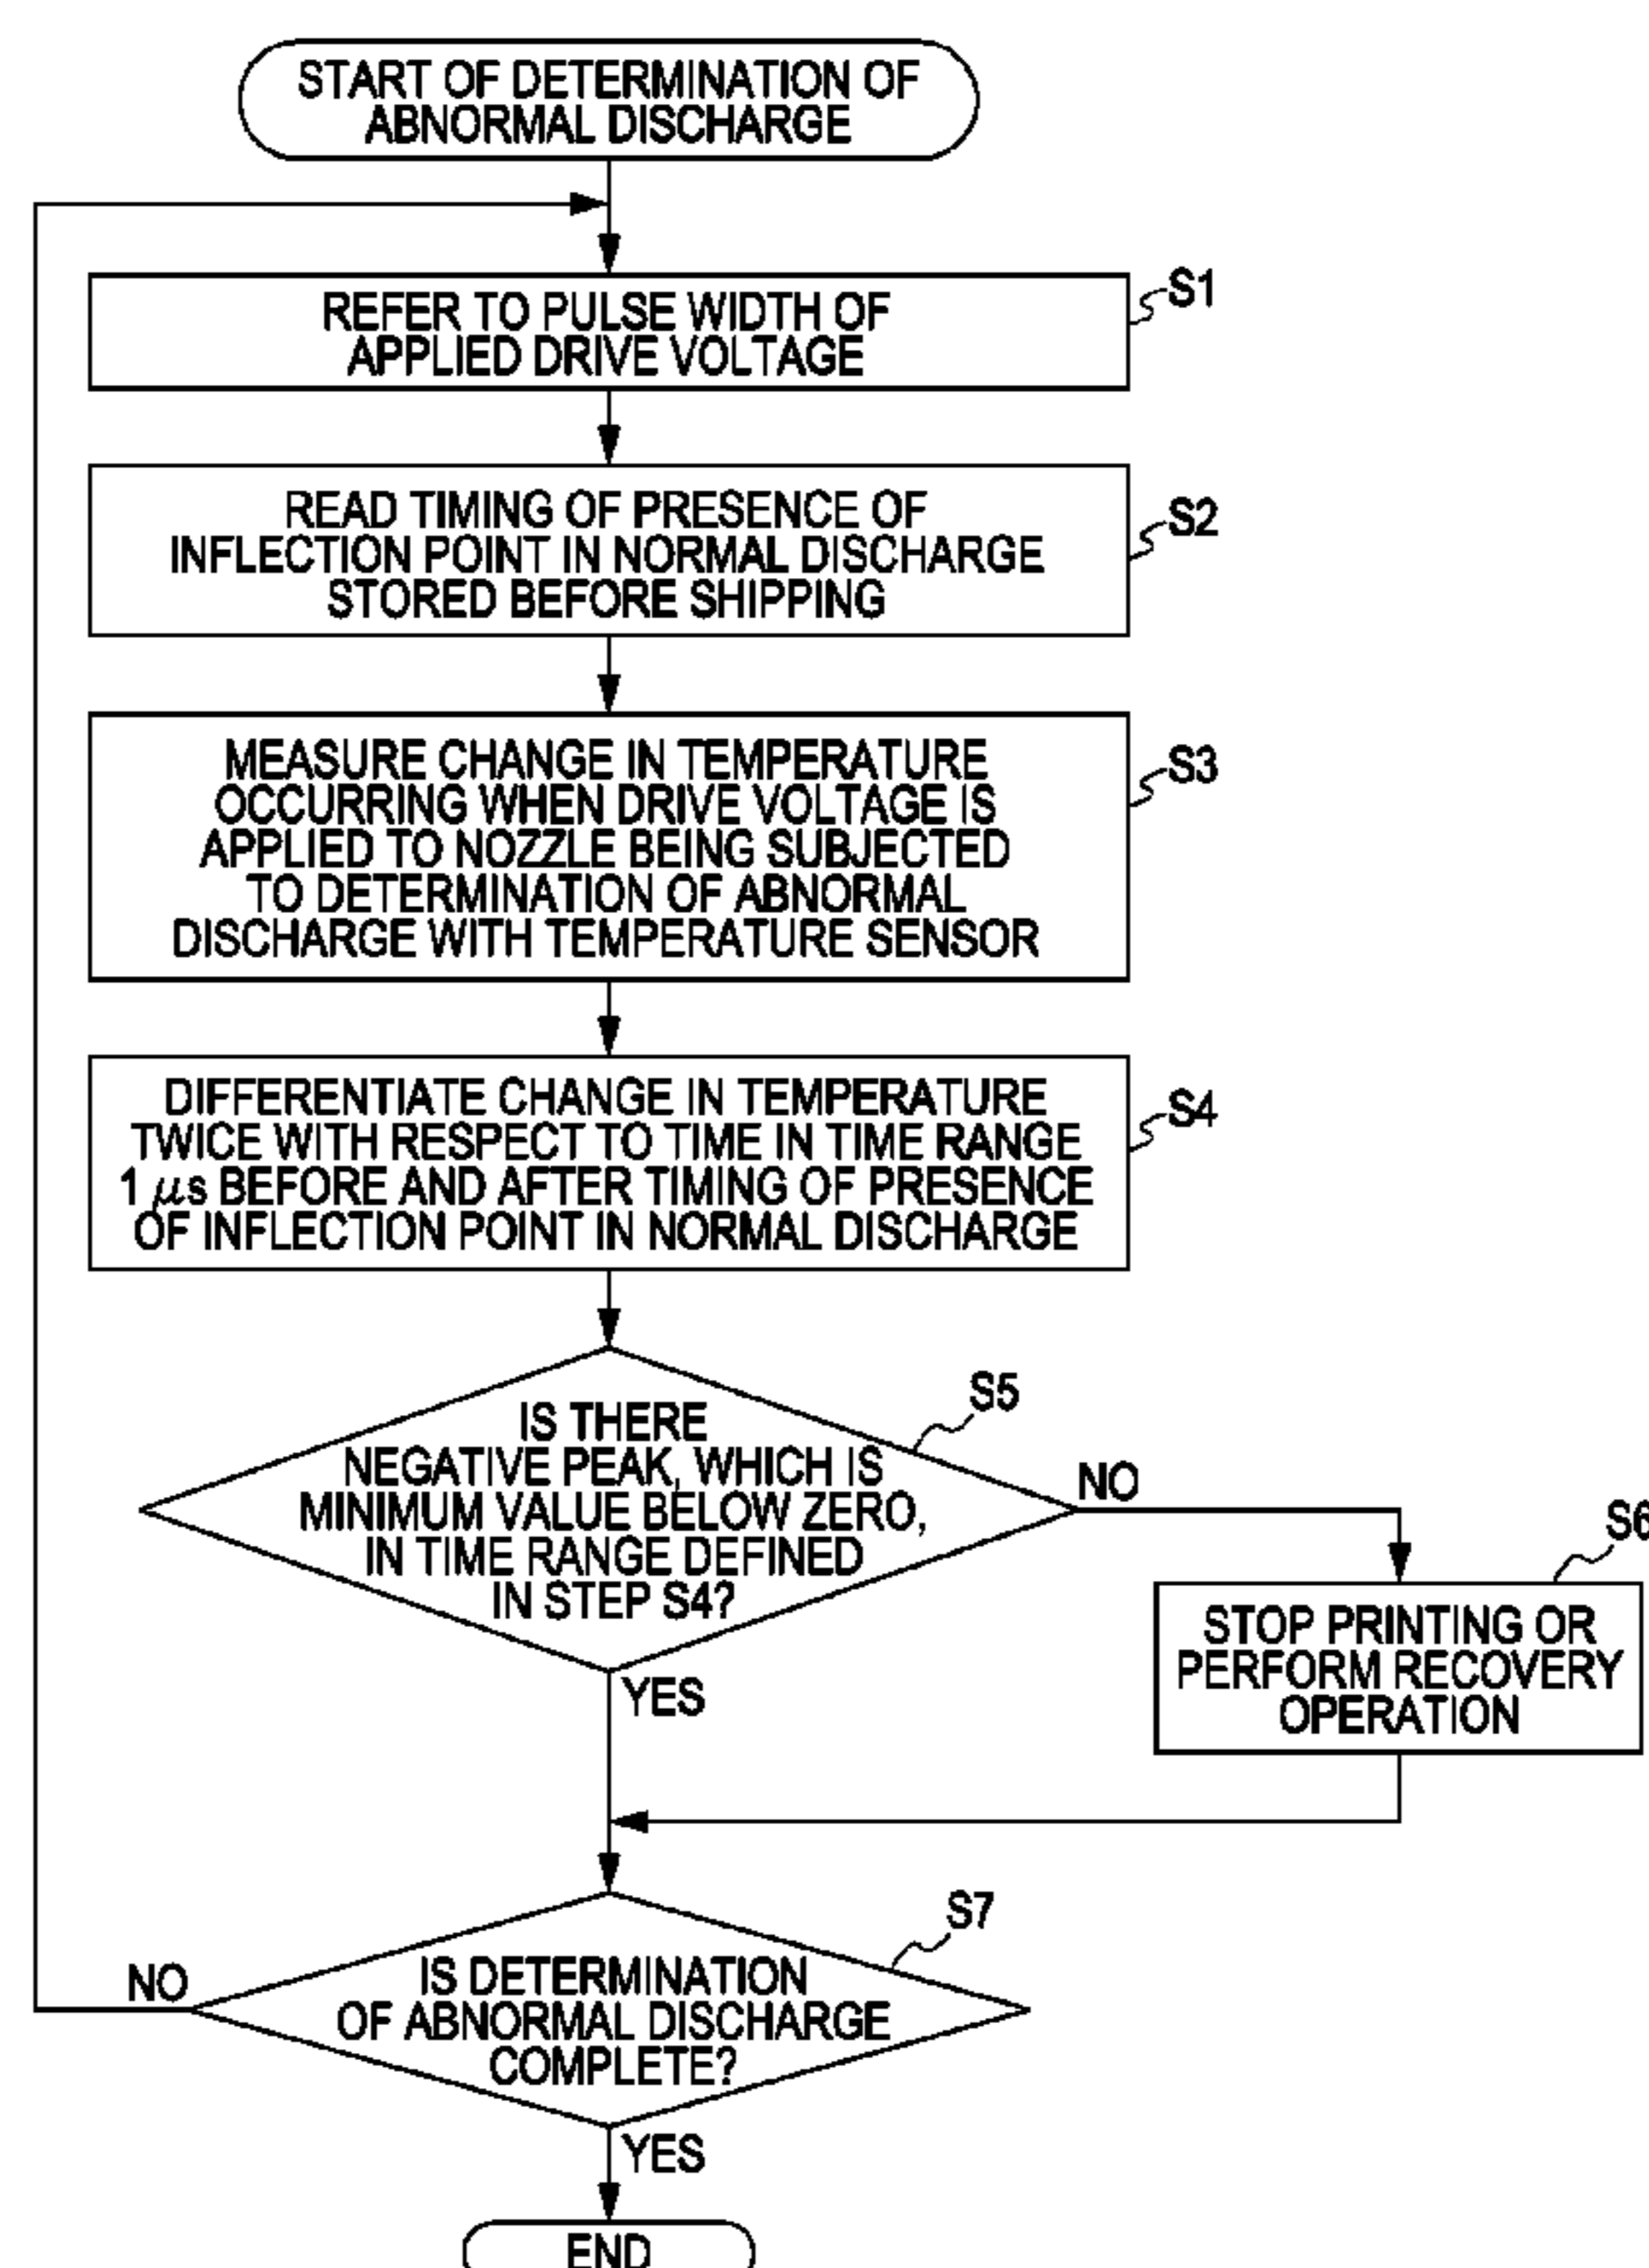 START OF DETERMINATION OF
ABNORMAL DISCHARGE
REFER TO PULSE WIDTH OF
APPLIED DRIVE VOLTAGE
S1
READ TIMING OF PRESENCE OF
INFLECTION POINT IN NORMAL DISCHARGE
STORED BEFORE SHIPPING
S2
MEASURE CHANGE IN TEMPERATURE
OCCURRING WHEN DRIVE VOLTAGE IS
APPLIED TO NOZZLE BEING SUBJECTED
TO DETERMINATION OF ABNORMAL
DISCHARGE WITH TEMPERATURE SENSOR
S3
DIFFERENTIATE CHANGE IN TEMPERATURE
TWICE WITH RESPECT TO TIME IN TIME RANGE
1 μs BEFORE AND AFTER TIMING OF PRESENCE
OF INFLECTION POINT IN NORMAL DISCHARGE
S4
IS THERE
NEGATIVE PEAK, WHICH IS
MINIMUM VALUE BELOW ZERO,
IN TIME RANGE DEFINED
IN STEP S4?
S5
NO
YES
S6
STOP PRINTING OR
PERFORM RECOVERY
OPERATION
S7
IS DETERMINATION
OF ABNORMAL DISCHARGE
COMPLETE?
NO
YES
END